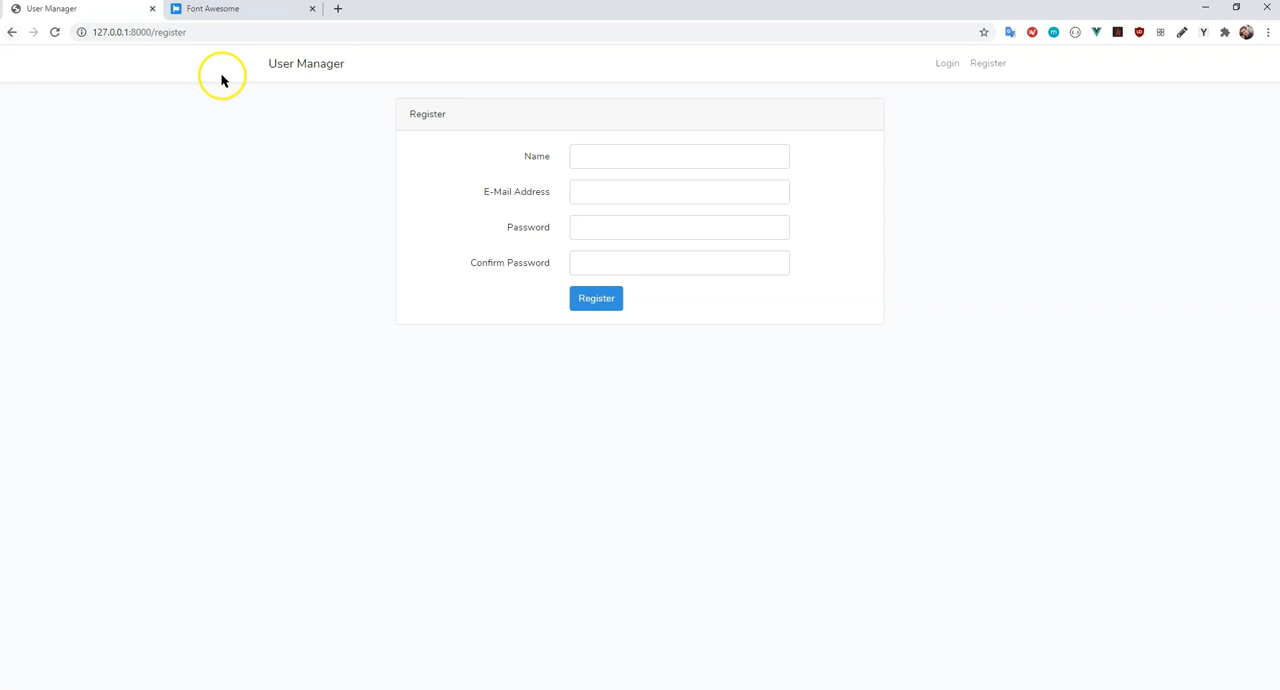 User Manager
Font Awesome
127.0.0.1:8000/register
User Manager
Login Register
Register
Name
E-Mail Address
Password
Confirm Password
Register